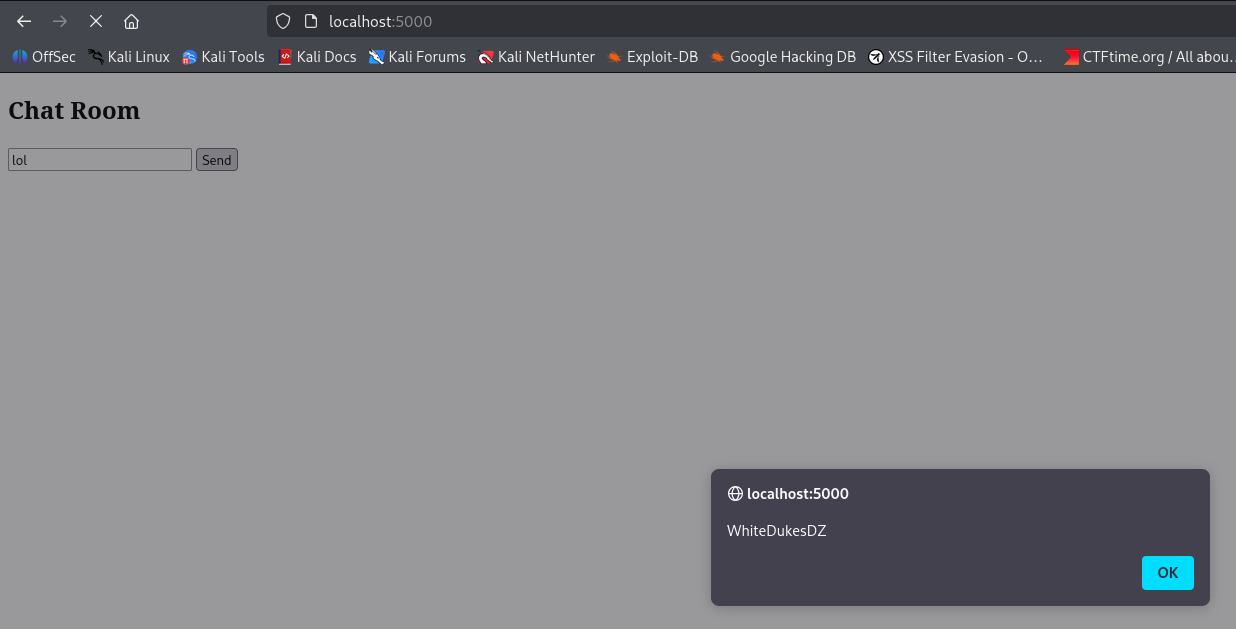 localhost:5000
OffSec Kali Linux Kali Tools Kali Docs Kali Forums Kali NetHunter Exploit-DB Google Hacking DB XSS Filter Evasion - O... CTFtime.org / All abou...
Chat Room
lol Send
localhost:5000
WhiteDukesDZ
OK